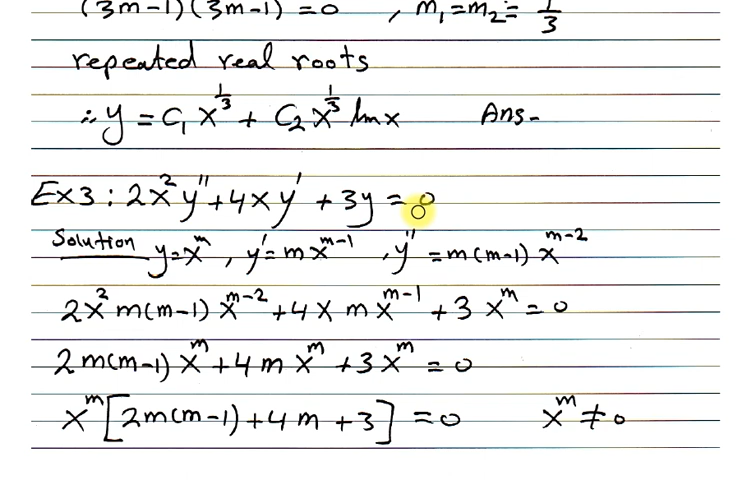 (3m-1)(3m-1)=0 , m₁=m₂=1/3
repeated real roots
∴ y = C₁ x^(1/3) + C₂ x^(1/3) ln x Ans-
Ex3 : 2x² y'' + 4x y' + 3y = 0
Solution y=x^m , y'=m x^(m-1) , y''=m(m-1) x^(m-2)
2x² m(m-1) x^(m-2) + 4x m x^(m-1) + 3 x^m = 0
2m(m-1) x^m + 4m x^m + 3x^m = 0
x^m [2m(m-1)+4m+3] = 0 x^m ≠ 0